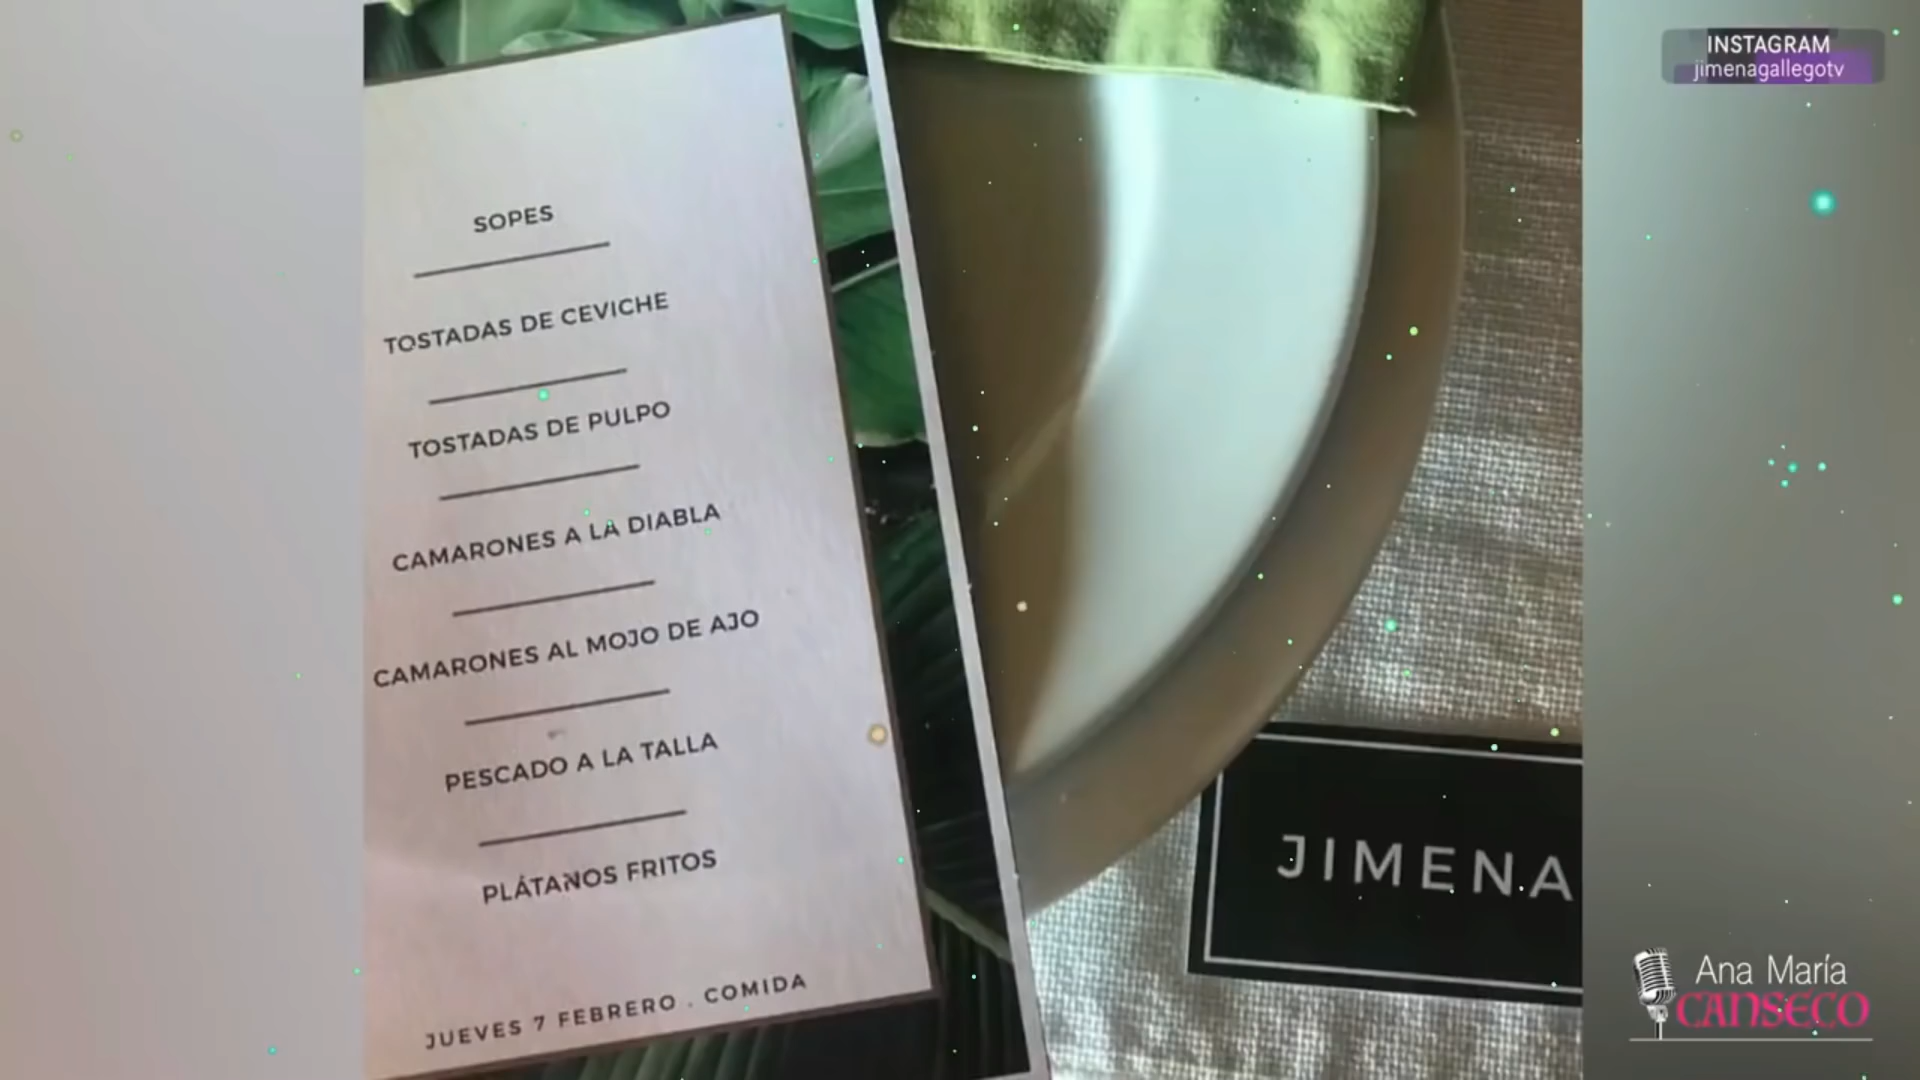 INSTAGRAM
jimenagallegotv
SOPES
TOSTADAS DE CEVICHE
TOSTADAS DE PULPO
CAMARONES A LA DIABLA
CAMARONES AL MOJO DE AJO
PESCADO A LA TALLA
PLÁTANOS FRITOS
JUEVES 7 FEBRERO . COMIDA
JIMENA
Ana María
CANSECO